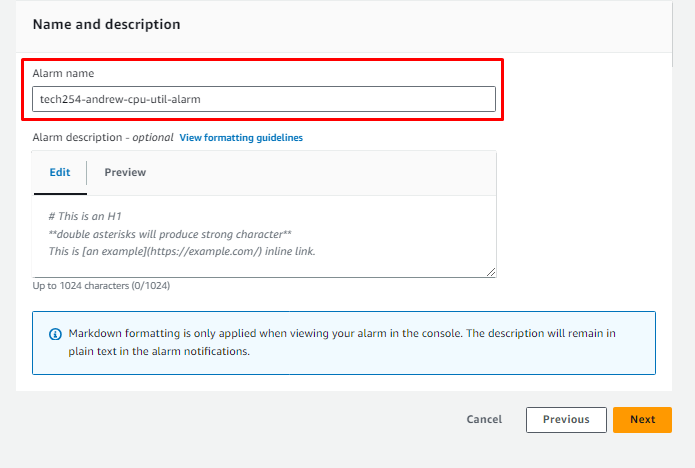 Name and description
Alarm name
tech254-andrew-cpu-util-alarm
Alarm description - optional View formatting guidelines
Edit Preview
# This is an H1
**double asterisks will produce strong character**
This is [an example](https://example.com/) inline link.
Up to 1024 characters (0/1024)
Markdown formatting is only applied when viewing your alarm in the console. The description will remain in
plain text in the alarm notifications.
Cancel Previous Next